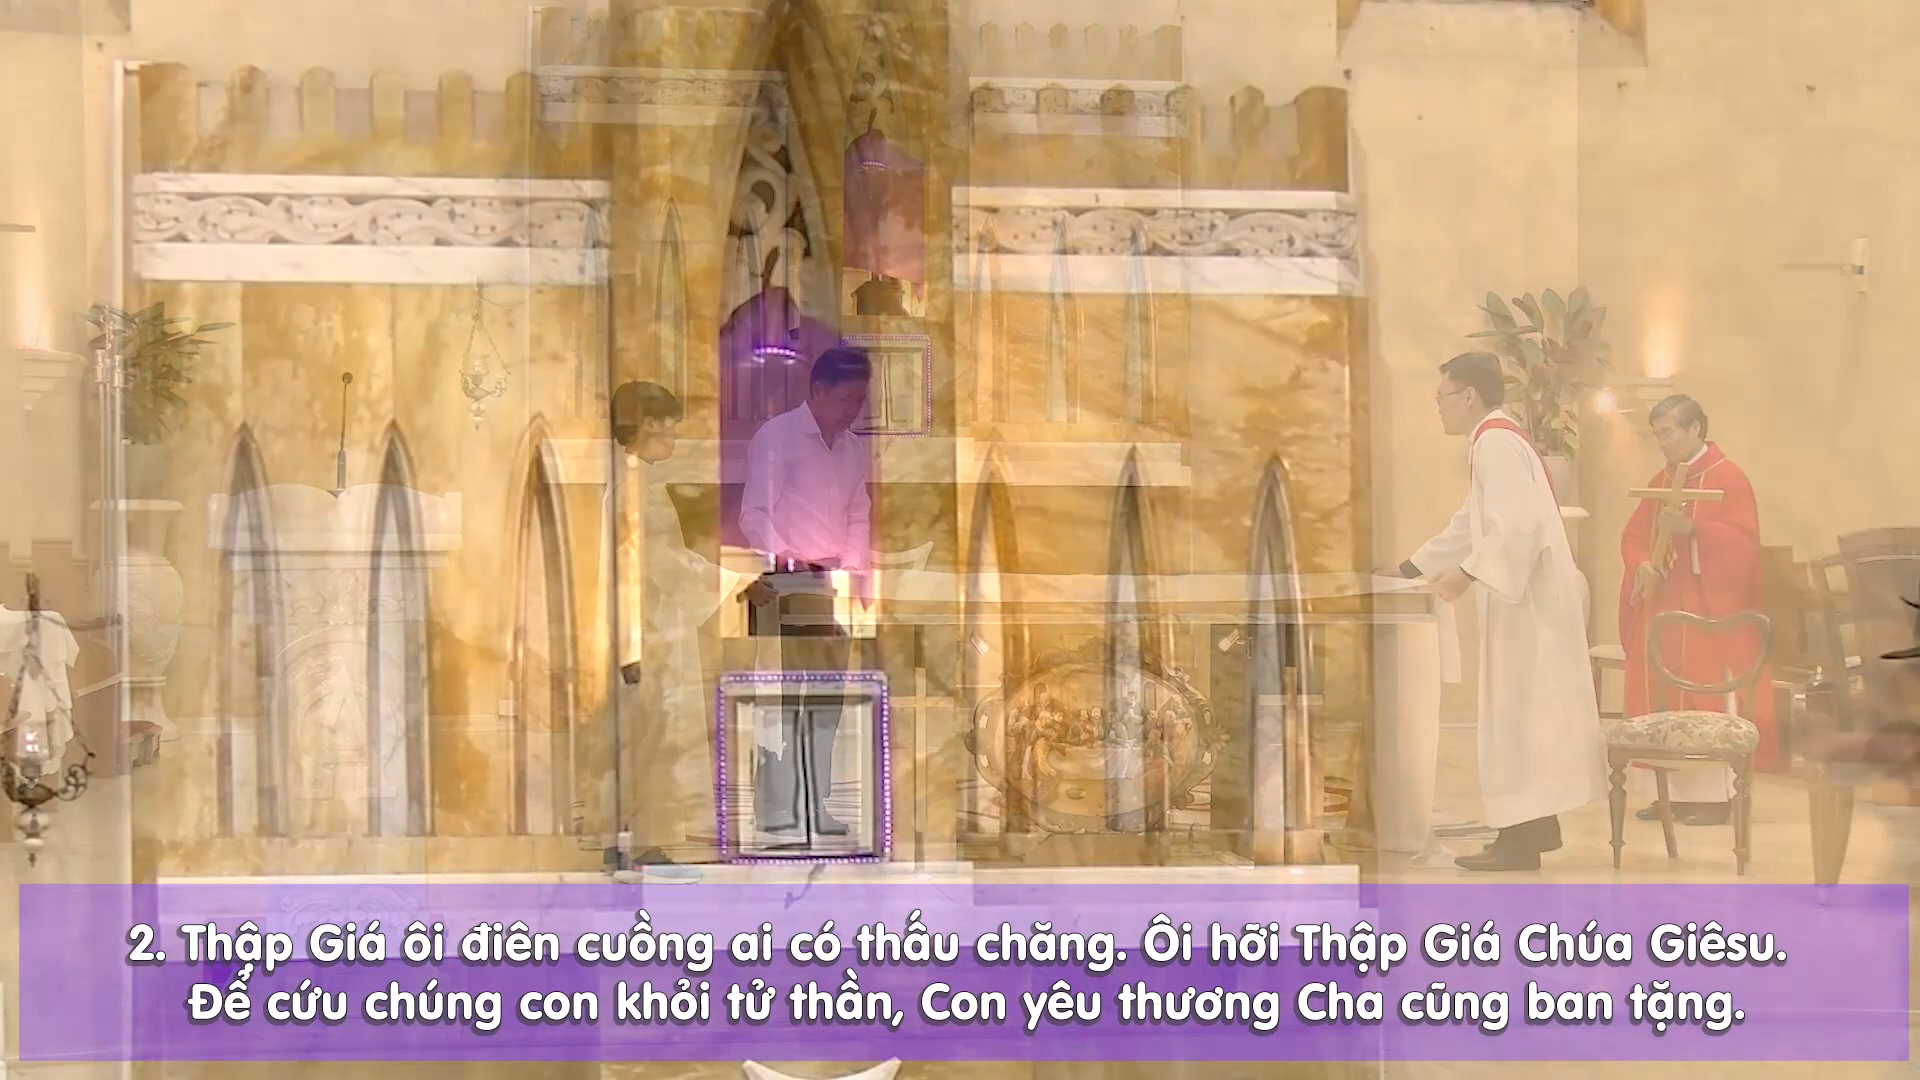 2. Thập Giá ôi điên cuồng ai có thấu chăng. Ôi hỡi Thập Giá Chúa Giêsu.
Để cứu chúng con khỏi tử thần, Con yêu thương Cha cũng ban tặng.